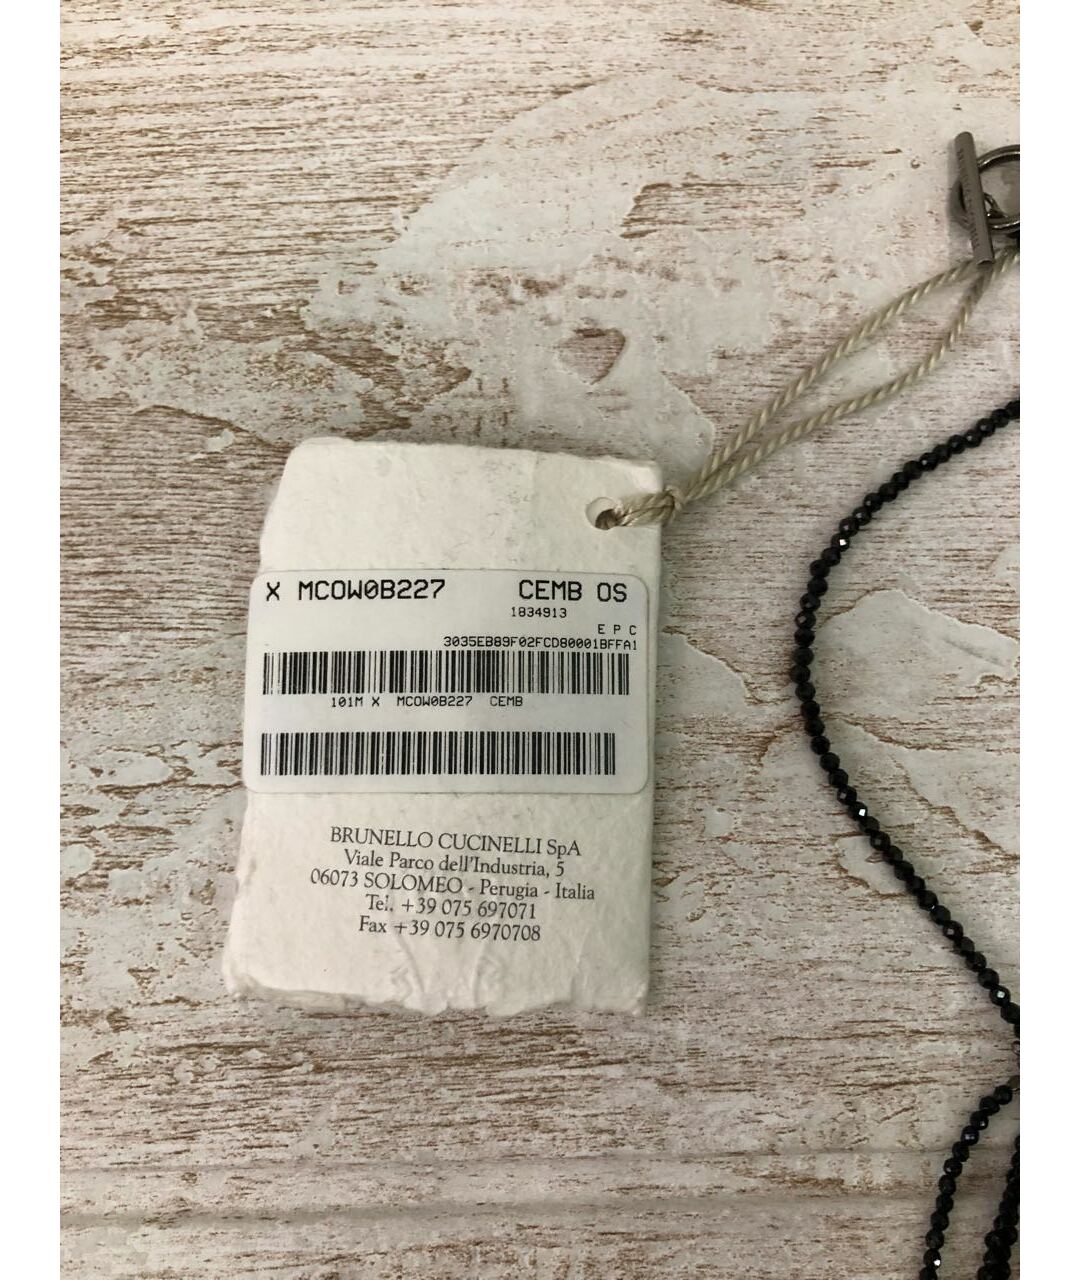 X MCOW0B227 CEMB OS
1834913
E P C
3035EB89F02FCD80001BFFA1
101M X MCOW0B227 CEMB
BRUNELLO CUCINELLI SpA
Viale Parco dell'Industria, 5
06073 SOLOMEO - Perugia - Italia
Tel. +39 075 697071
Fax +39 075 6970708